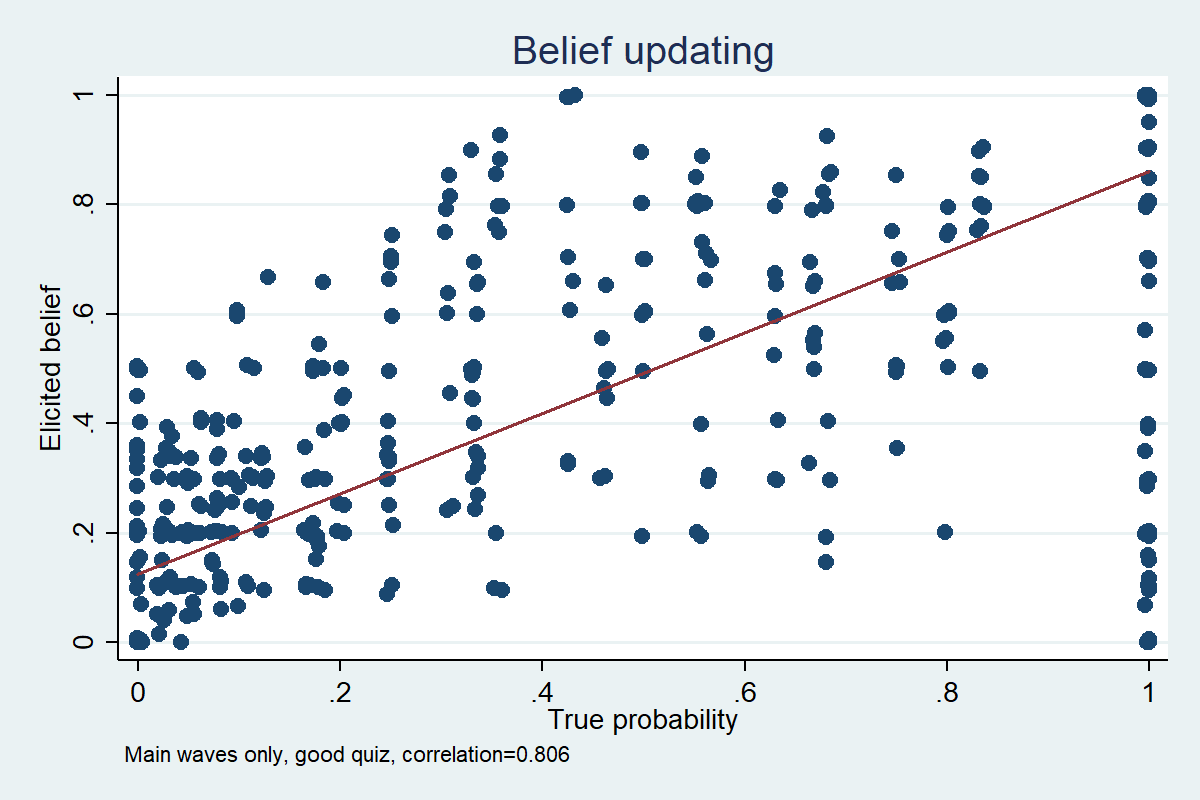 Belief updating
Elicited belief
1
.8
.6
.4
.2
0
0 .2 .4 .6 .8 1
True probability
Main waves only, good quiz, correlation=0.806